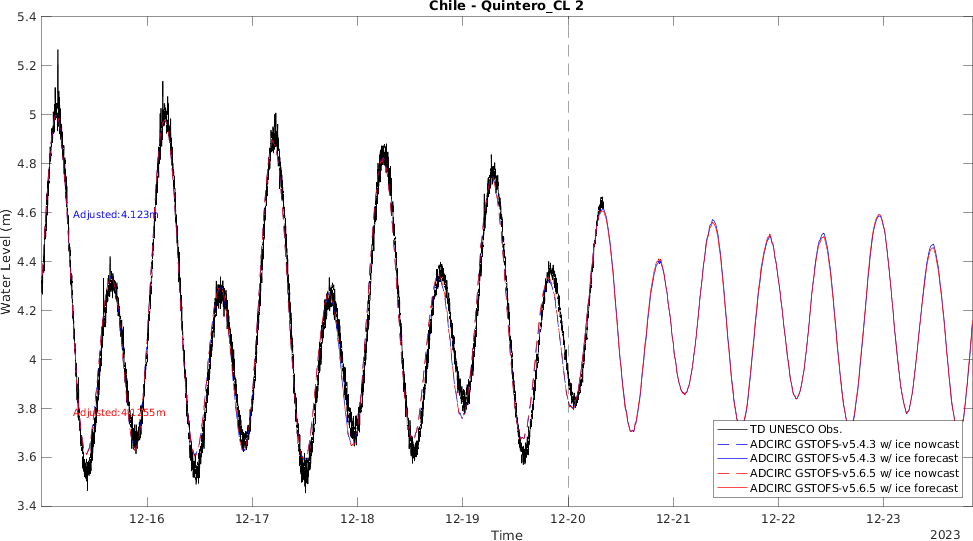 Chile - Quintero_CL 2
5.4
5.2
5
4.8
4.6
4.4
4.2
4
3.8
3.6
3.4
Water Level (m)
Adjusted:4.123m
Adjusted:4.1255m
TD UNESCO Obs.
ADCIRC GSTOFS-v5.4.3 w/ ice nowcast
ADCIRC GSTOFS-v5.4.3 w/ ice forecast
ADCIRC GSTOFS-v5.6.5 w/ ice nowcast
ADCIRC GSTOFS-v5.6.5 w/ ice forecast
12-16 12-17 12-18 12-19 12-20 12-21 12-22 12-23
2023
Time